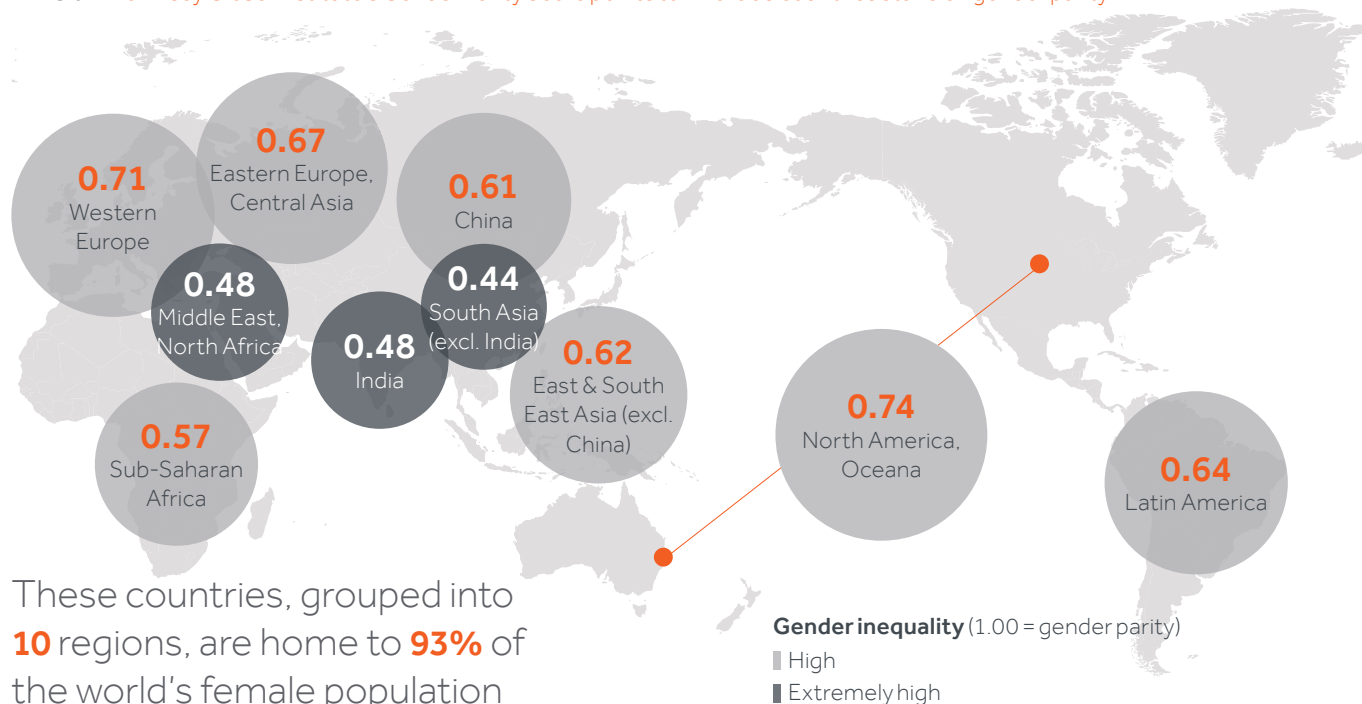 0.67
Eastern Europe,
Central Asia
0.71
Western
Europe
0.61
China
0.48
Middle East,
North Africa
0.44
South Asia
(excl. India)
0.48
India
0.62
East & South
East Asia (excl.
China)
0.57
Sub-Saharan
Africa
0.74
North America,
Oceana
0.64
Latin America
These countries, grouped into
10 regions, are home to 93% of
the world's female population
Gender inequality (1.00 = gender parity)
High
Extremely high